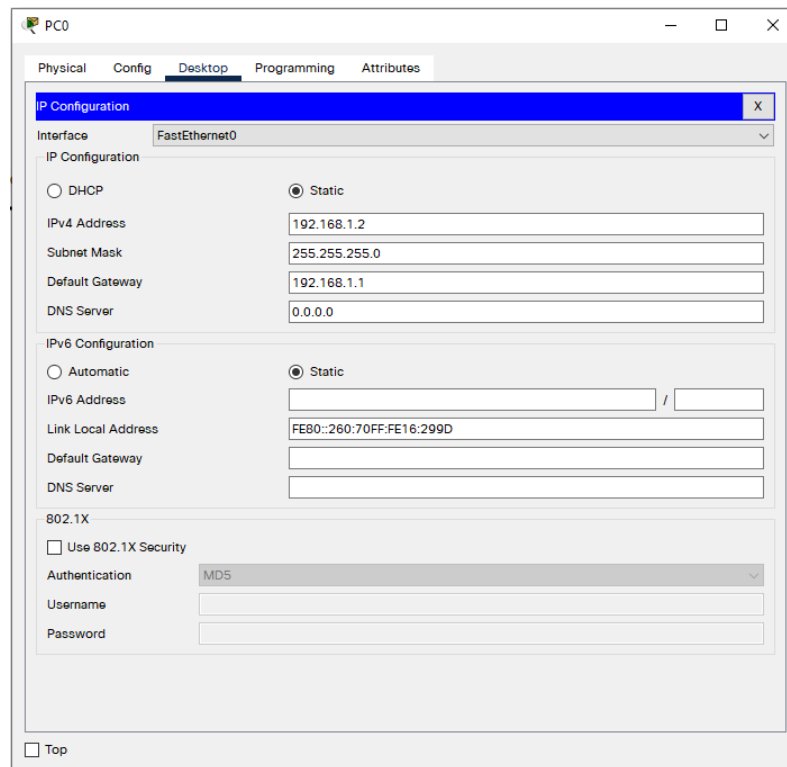 PC0
Physical Config Desktop Programming Attributes
IP Configuration X
Interface FastEthernet0
IP Configuration
DHCP Static
IPv4 Address 192.168.1.2
Subnet Mask 255.255.255.0
Default Gateway 192.168.1.1
DNS Server 0.0.0.0
IPv6 Configuration
Automatic Static
IPv6 Address /
Link Local Address FE80::260:70FF:FE16:299D
Default Gateway
DNS Server
802.1X
Use 802.1X Security
Authentication MD5
Username
Password
Top